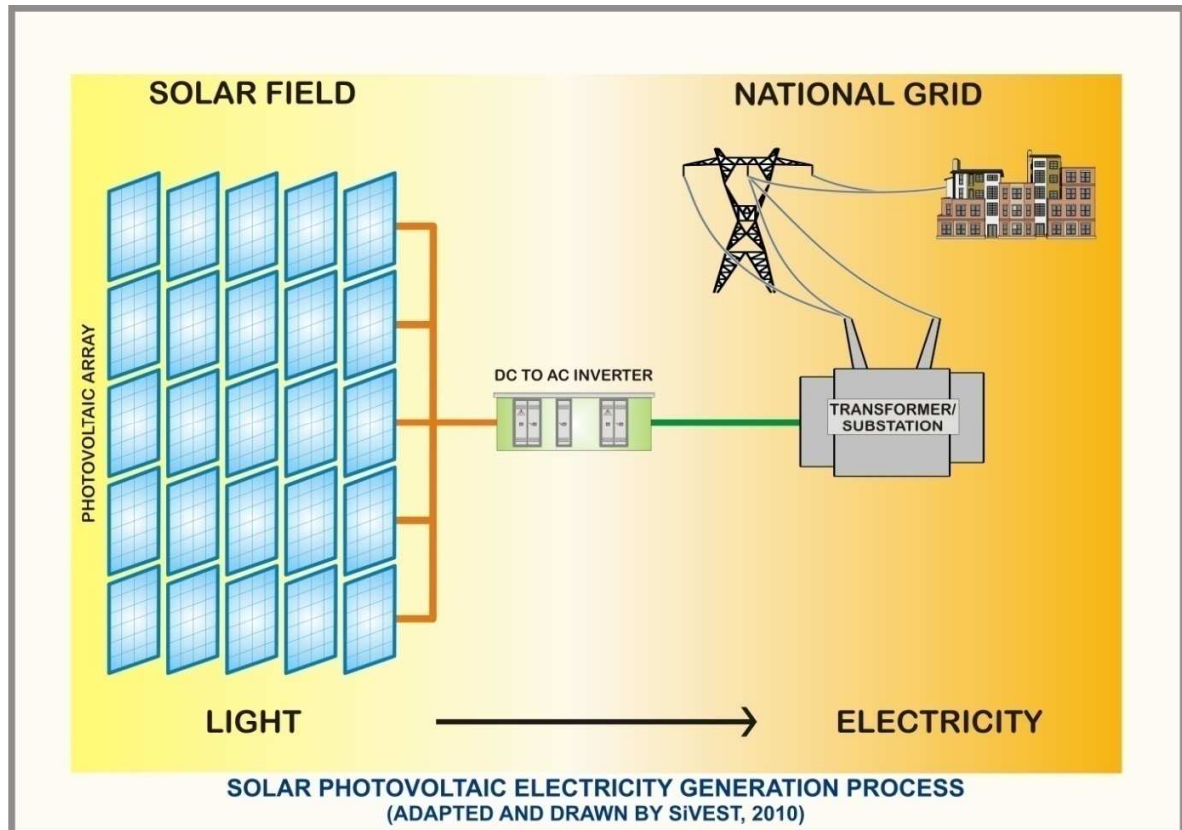 SOLAR FIELD
NATIONAL GRID
PHOTOVOLTAIC ARRAY
DC TO AC INVERTER
TRANSFORMER/
SUBSTATION
LIGHT
ELECTRICITY
SOLAR PHOTOVOLTAIC ELECTRICITY GENERATION PROCESS
(ADAPTED AND DRAWN BY SiVEST, 2010)